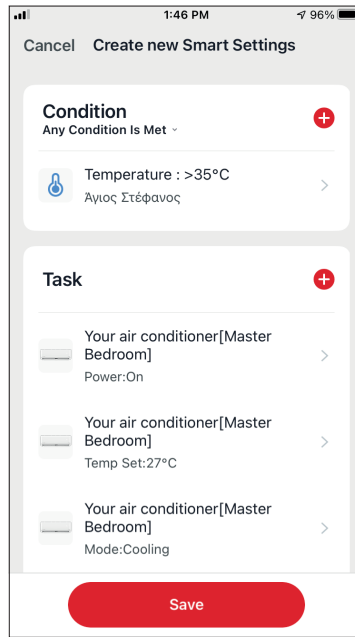 1:46 PM
96%
Cancel Create new Smart Settings
Condition
Any Condition Is Met
Temperature : >35°C
Άγιος Στέφανος
Task
Your air conditioner[Master
Bedroom]
Power:On
Your air conditioner[Master
Bedroom]
Temp Set:27°C
Your air conditioner[Master
Bedroom]
Mode:Cooling
Save